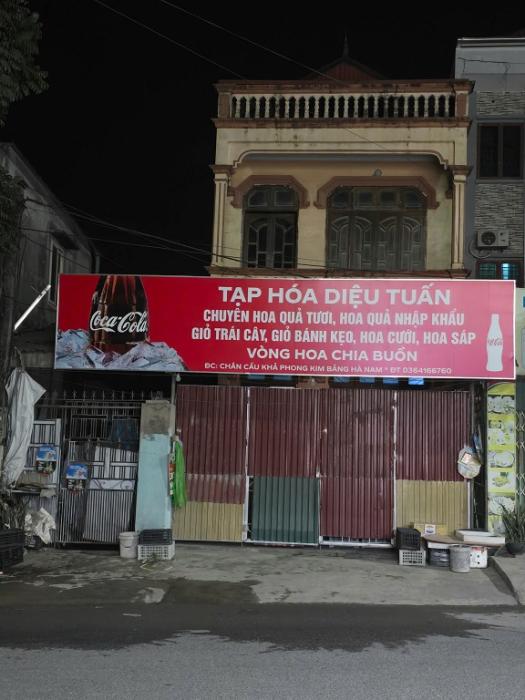 TẠP HÓA DIỆU TUẤN
CHUYÊN HOA QUẢ TƯƠI, HOA QUẢ NHẬP KHẨU
GIỎ TRÁI CÂY, GIỎ BÁNH KẸO, HOA CƯỚI, HOA SÁP
VÒNG HOA CHIA BUỒN
ĐC: CHÂN CẦU KHẢ PHONG KIM BẢNG HÀ NAM * ĐT 0364166760
Coca-Cola